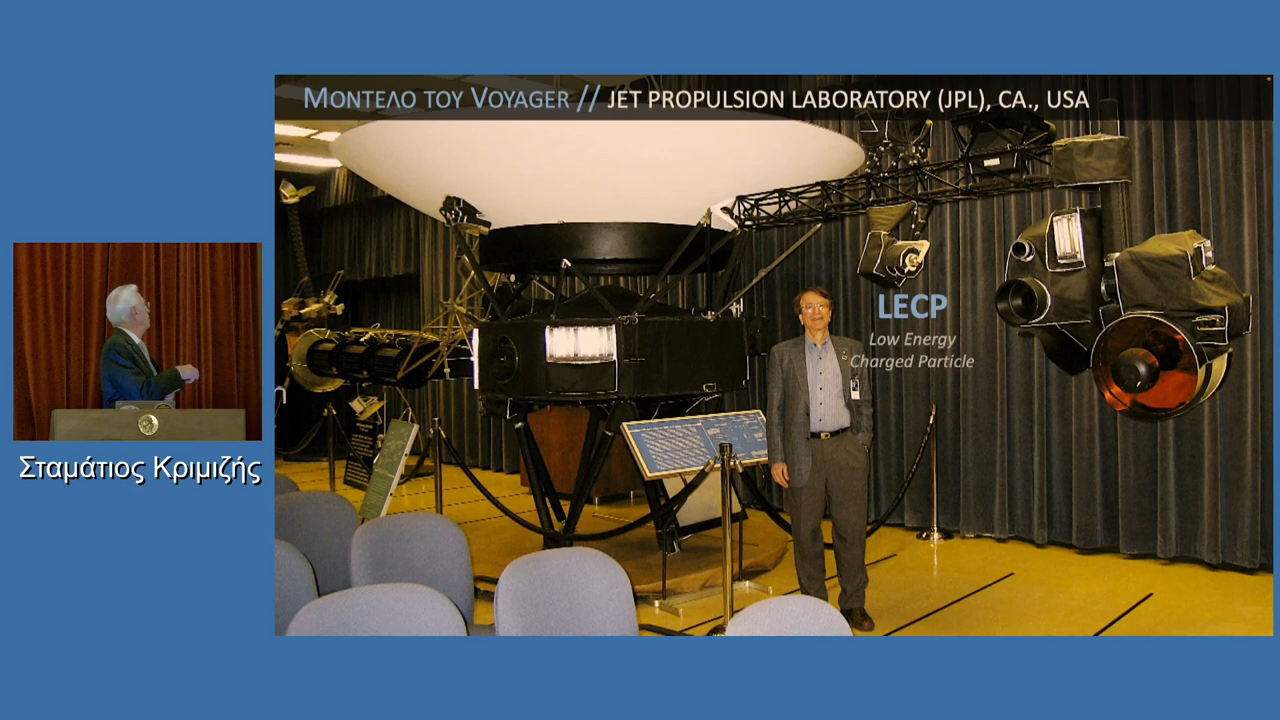 ΜΟΝΤΕΛΟ ΤΟΥ VOYAGER // JET PROPULSION LABORATORY (JPL), CA., USA
LECP
Low Energy
Charged Particle
Σταμάτιος Κριμιζής